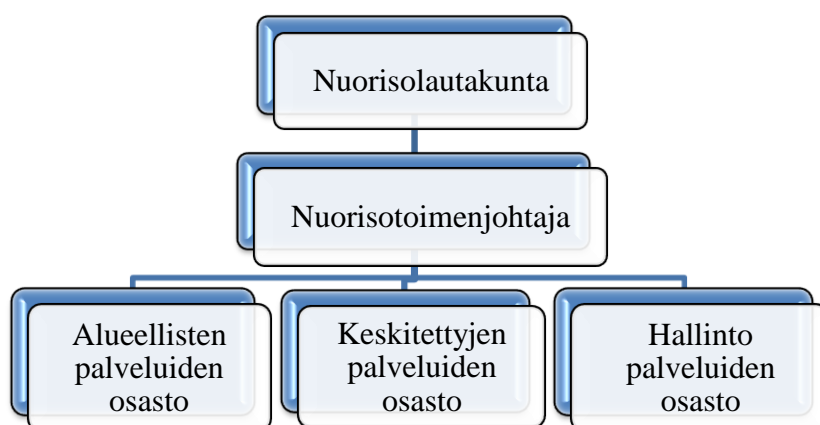 Nuorisolautakunta
Nuorisotoimenjohtaja
Alueellisten
palveluiden
osasto
Keskitettyjen
palveluiden
osasto
Hallinto
palveluiden
osasto